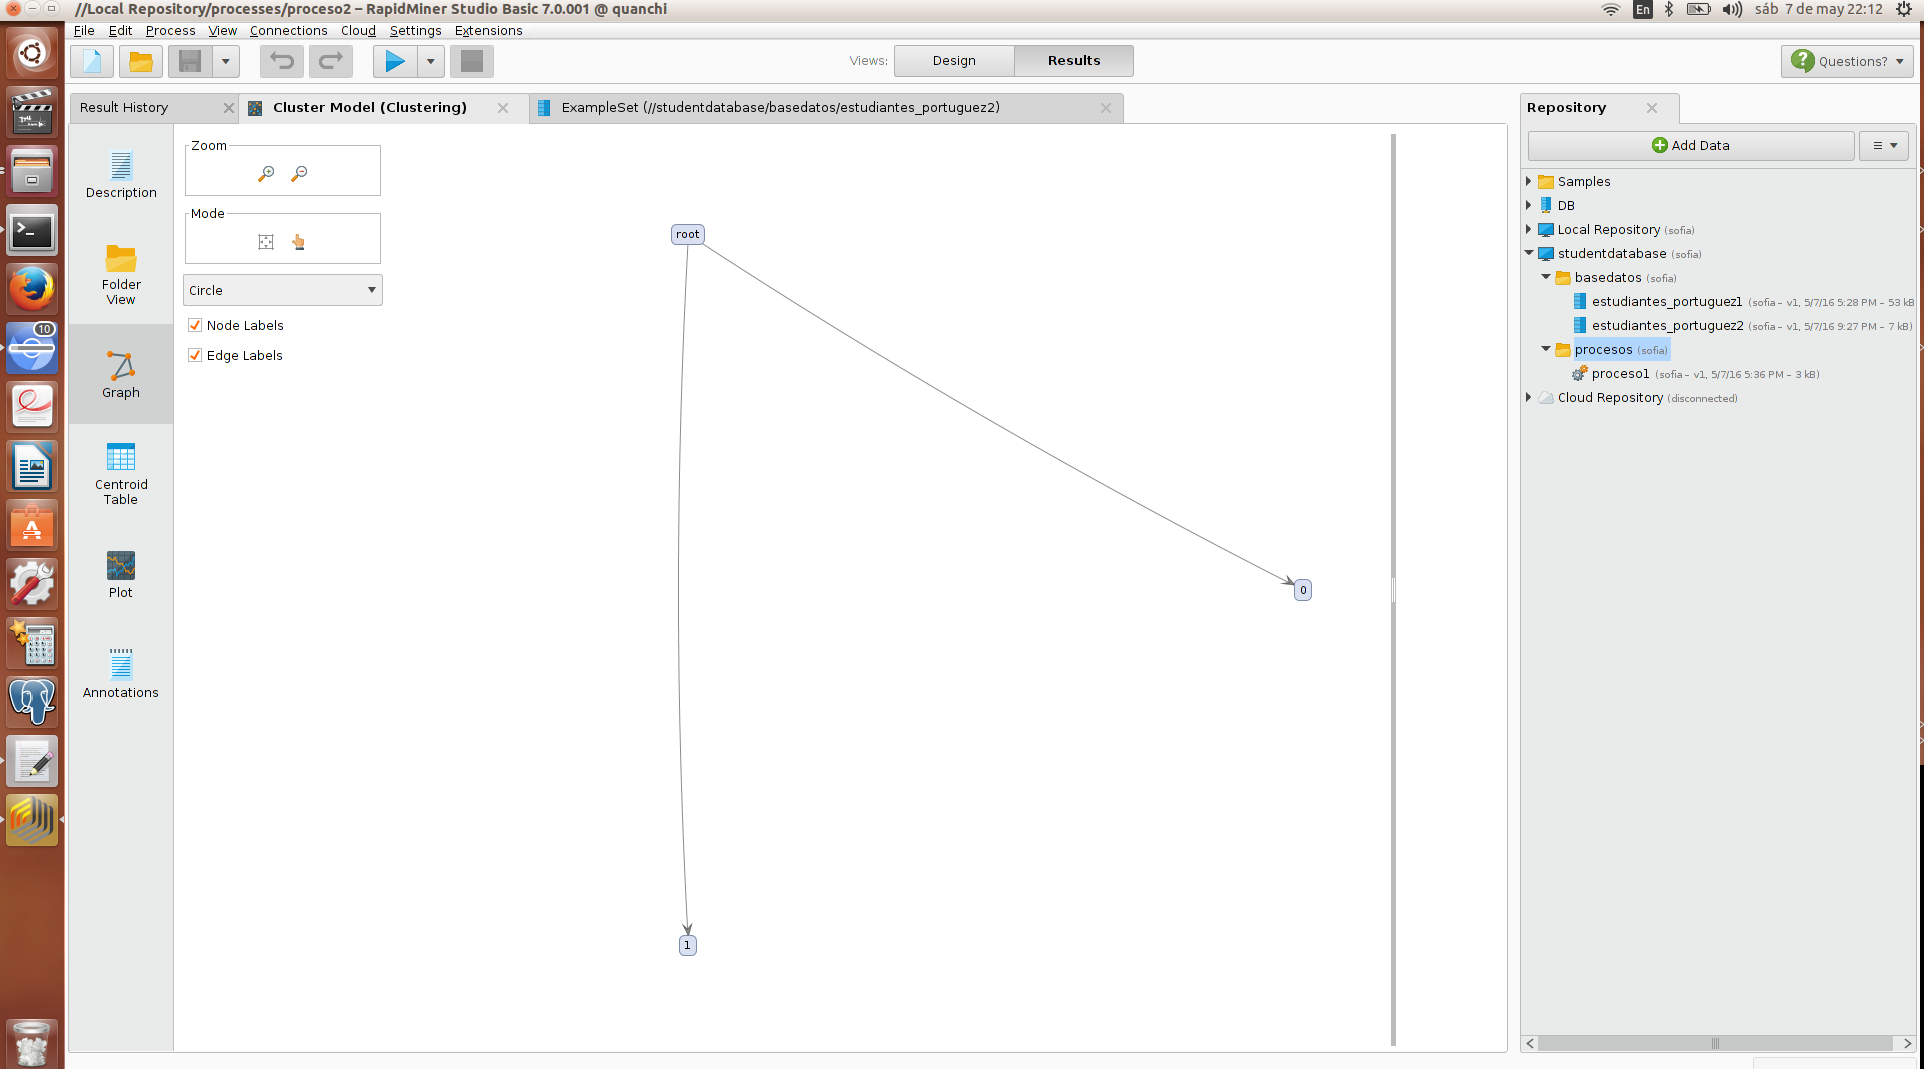 //Local Repository/processes/proceso2 – RapidMiner Studio Basic 7.0.001 @ quanchi
En
sáb 7 de may 22:12
File Edit Process View Connections Cloud Settings Extensions
Views: Design Results
Questions?
Result History
Cluster Model (Clustering)
ExampleSet (//studentdatabase/basedatos/estudiantes_portuguez2)
Repository
Description
Folder
View
Graph
Centroid
Table
Plot
Annotations
Zoom
Mode
Circle
Node Labels
Edge Labels
root
0
1
Add Data
Samples
DB
Local Repository (sofia)
studentdatabase (sofia)
basedatos (sofia)
estudiantes_portuguez1 (sofia – v1, 5/7/16 5:28 PM – 53 kB
estudiantes_portuguez2 (sofia – v1, 5/7/16 9:27 PM – 7 kB)
procesos (sofia)
proceso1 (sofia – v1, 5/7/16 5:36 PM – 3 kB)
Cloud Repository (disconnected)
10